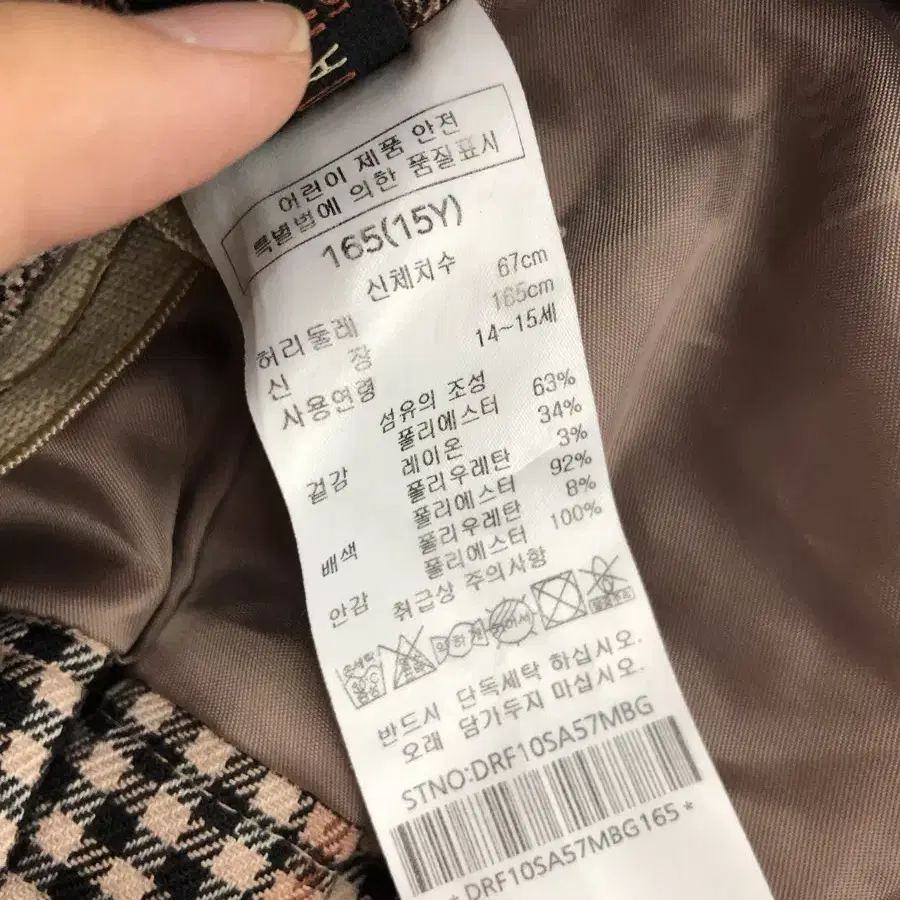 어린이 제품 안전
특별법에 의한 품질표시
165(15Y)
신체치수
허리둘레 67cm
신 장 165cm
사용연령 14~15세
섬유의 조성
겉감 폴리에스터 63%
레이온 34%
폴리우레탄 3%
배색 폴리에스터 92%
폴리우레탄 8%
안감 폴리에스터 100%
취급상 주의사항
손세탁 약하게
반드시 단독세탁 하십시오.
오래 담가두지 마십시오.
STNO:DRF10SA57MBG
* DRF10SA57MBG165 *